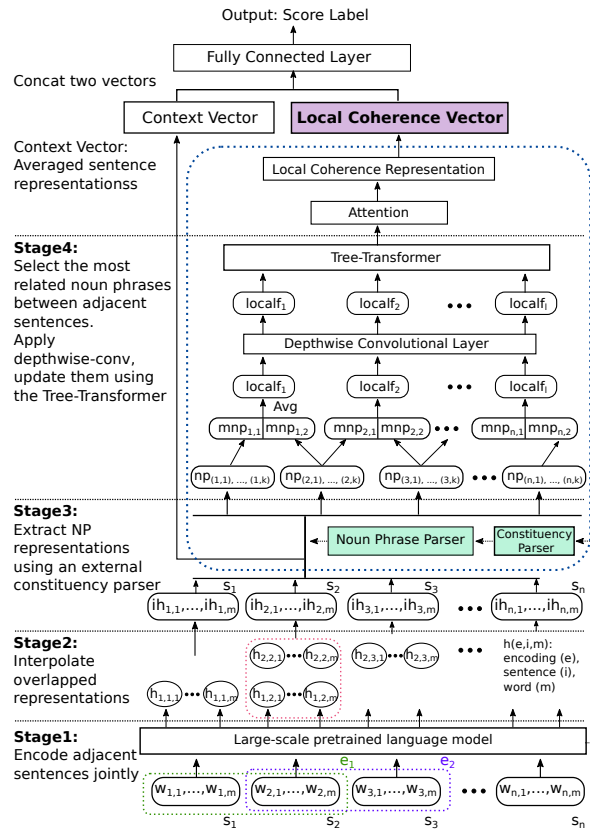 Output: Score Label
Fully Connected Layer
Concat two vectors
Context Vector
Local Coherence Vector
Context Vector:
Averaged sentence
representationss
Local Coherence Representation
Attention
Stage4:
Select the most
related noun phrases
between adjacent
sentences.
Apply
depthwise-conv,
update them using
the Tree-Transformer
Tree-Transformer
localf1 localf2 ••• localfl
Depthwise Convolutional Layer
localf1 localf2 ••• localfl
Avg
mnp1,1 mnp1,2 mnp2,1 mnp2,2 ••• mnpn,1 mnpn,2
np(1,1), ..., (1,k) np(2,1), ..., (2,k) np(3,1), ..., (3,k) ••• np(n,1), ..., (n,k)
Stage3:
Extract NP
representations
using an external
constituency parser
Noun Phrase Parser
Constituency
Parser
s1 s2 s3 sn
ih1,1,...,ih1,m ih2,1,...,ih2,m ih3,1,...,ih3,m ••• ihn,1,...,ihn,m
Stage2:
Interpolate
overlapped
representations
h2,2,1 ••• h2,2,m h2,3,1 ••• h2,3,m •••
h1,1,1 ••• h1,1,m h1,2,1 ••• h1,2,m
h(e,i,m):
encoding (e),
sentence (i),
word (m)
Stage1:
Encode adjacent
sentences jointly
Large-scale pretrained language model
e1 e2
w1,1,...,w1,m w2,1,...,w2,m w3,1,...,w3,m ••• wn,1,...,wn,m
s1 s2 s3 sn